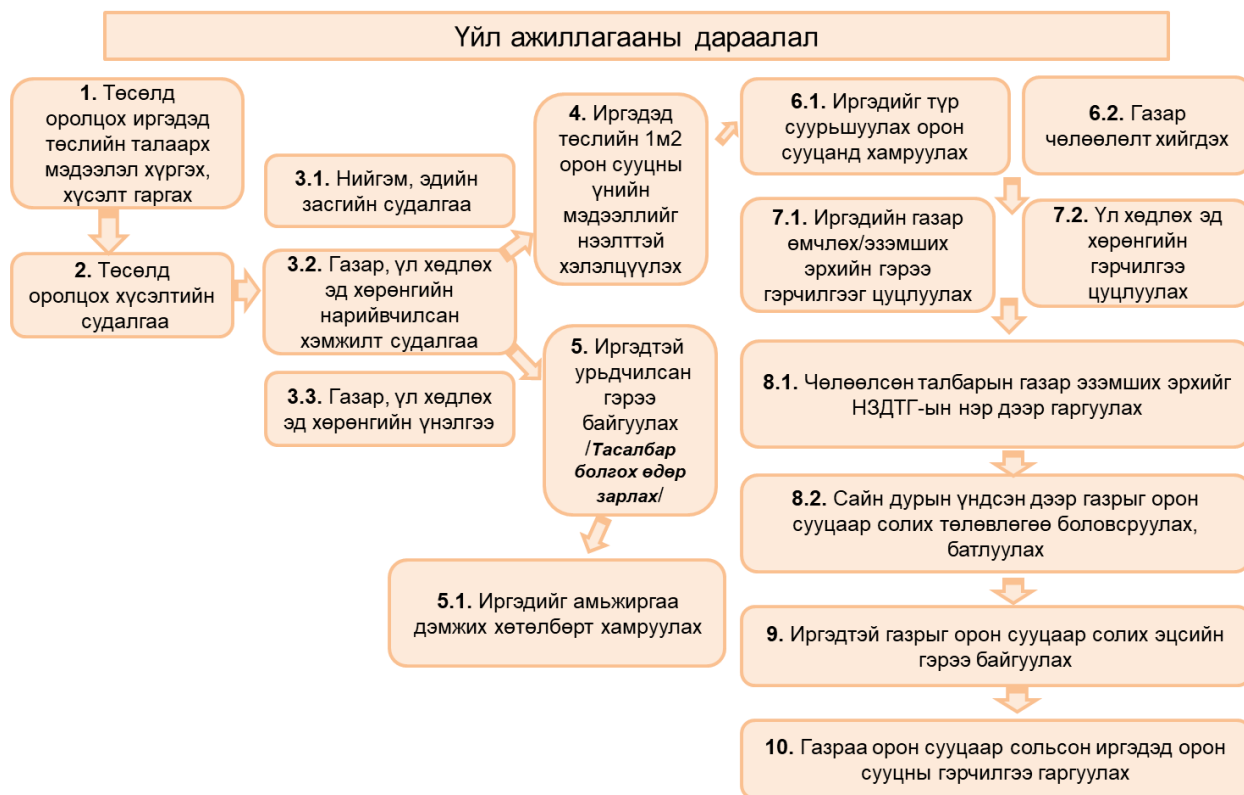 Үйл ажиллагааны дараалал
1. Төсөлд
оролцох иргэдэд
төслийн талаарх
мэдээлэл хүргэх,
хүсэлт гаргах
2. Төсөлд
оролцох хүсэлтийн
судалгаа
3.1. Нийгэм, эдийн
засгийн судалгаа
3.2. Газар, үл хөдлөх
эд хөрөнгийн
нарийвчилсан
хэмжилт судалгаа
3.3. Газар, үл хөдлөх
эд хөрөнгийн үнэлгээ
4. Иргэдэд
төслийн 1м2
орон сууцны
үнийн
мэдээллийг
нээлттэй
хэлэлцүүлэх
5. Иргэдтэй
урьдчилсан
гэрээ
байгуулах
/Тасалбар
болгох өдөр
зарлах/
5.1. Иргэдийг амьжиргаа
дэмжих хөтөлбөрт хамруулах
6.1. Иргэдийг түр
суурьшуулах орон
сууцанд хамруулах
6.2. Газар
чөлөөлөлт хийгдэх
7.1. Иргэдийн газар
өмчлөх/эзэмших
эрхийн гэрээ
гэрчилгээг цуцлуулах
7.2. Үл хөдлөх эд
хөрөнгийн
гэрчилгээ
цуцлуулах
8.1. Чөлөөлсөн талбарын газар эзэмших эрхийг
НЗДТГ-ын нэр дээр гаргуулах
8.2. Сайн дурын үндсэн дээр газрыг орон
сууцаар солих төлөвлөгөө боловсруулах,
батлуулах
9. Иргэдтэй газрыг орон сууцаар солих эцсийн
гэрээ байгуулах
10. Газраа орон сууцаар сольсон иргэдэд орон
сууцны гэрчилгээ гаргуулах